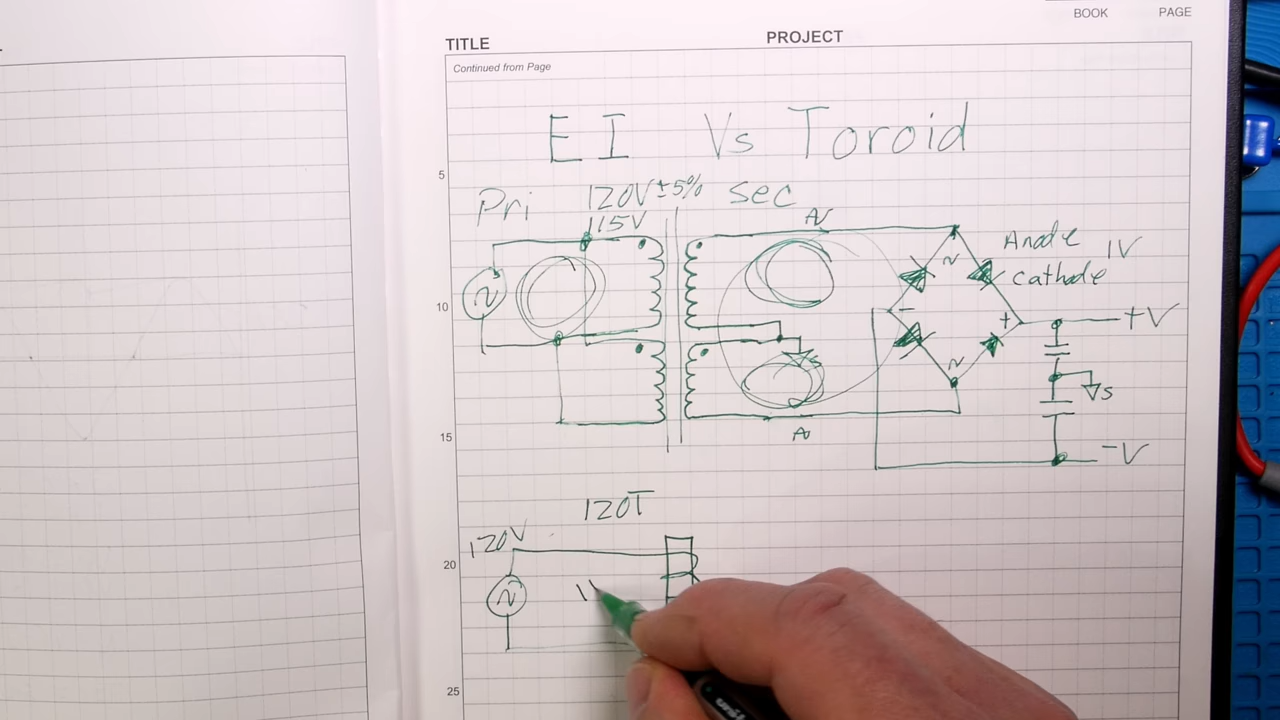 BOOK PAGE
TITLE PROJECT
Continued from Page
EI Vs Toroid
5
Pri 120V±5% sec
115V
Anode 1V
cathode
10
+V
S
15
-V
120T
120V
20
25